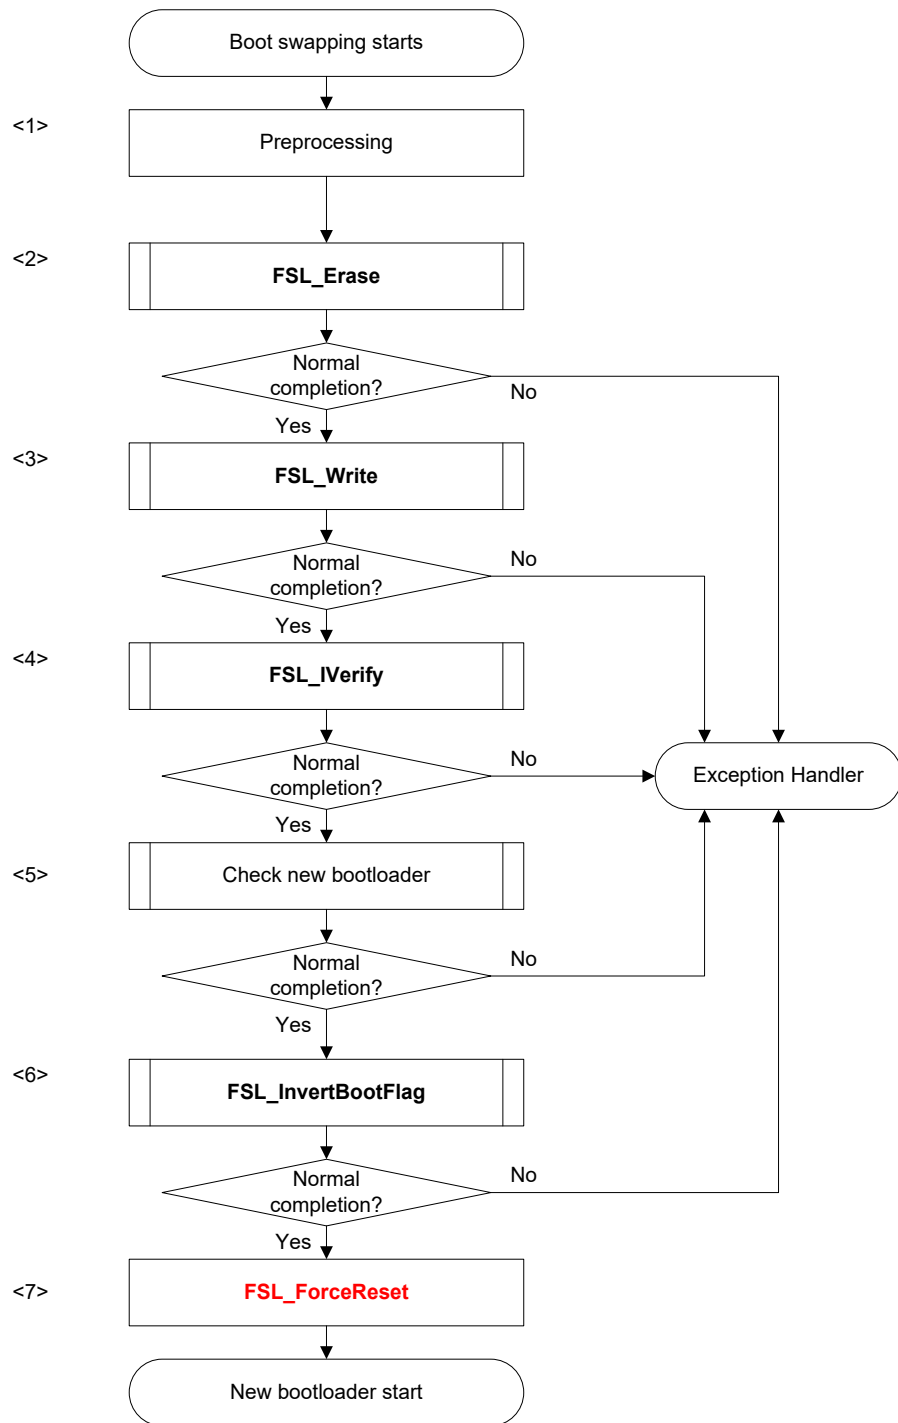 Boot swapping starts
<1>
Preprocessing
<2>
FSL_Erase
Normal
completion?
No
Yes
<3>
FSL_Write
Normal
completion?
No
Yes
<4>
FSL_IVerify
Normal
completion?
No
Exception Handler
Yes
<5>
Check new bootloader
Normal
completion?
No
Yes
<6>
FSL_InvertBootFlag
Normal
completion?
No
Yes
<7>
FSL_ForceReset
New bootloader start